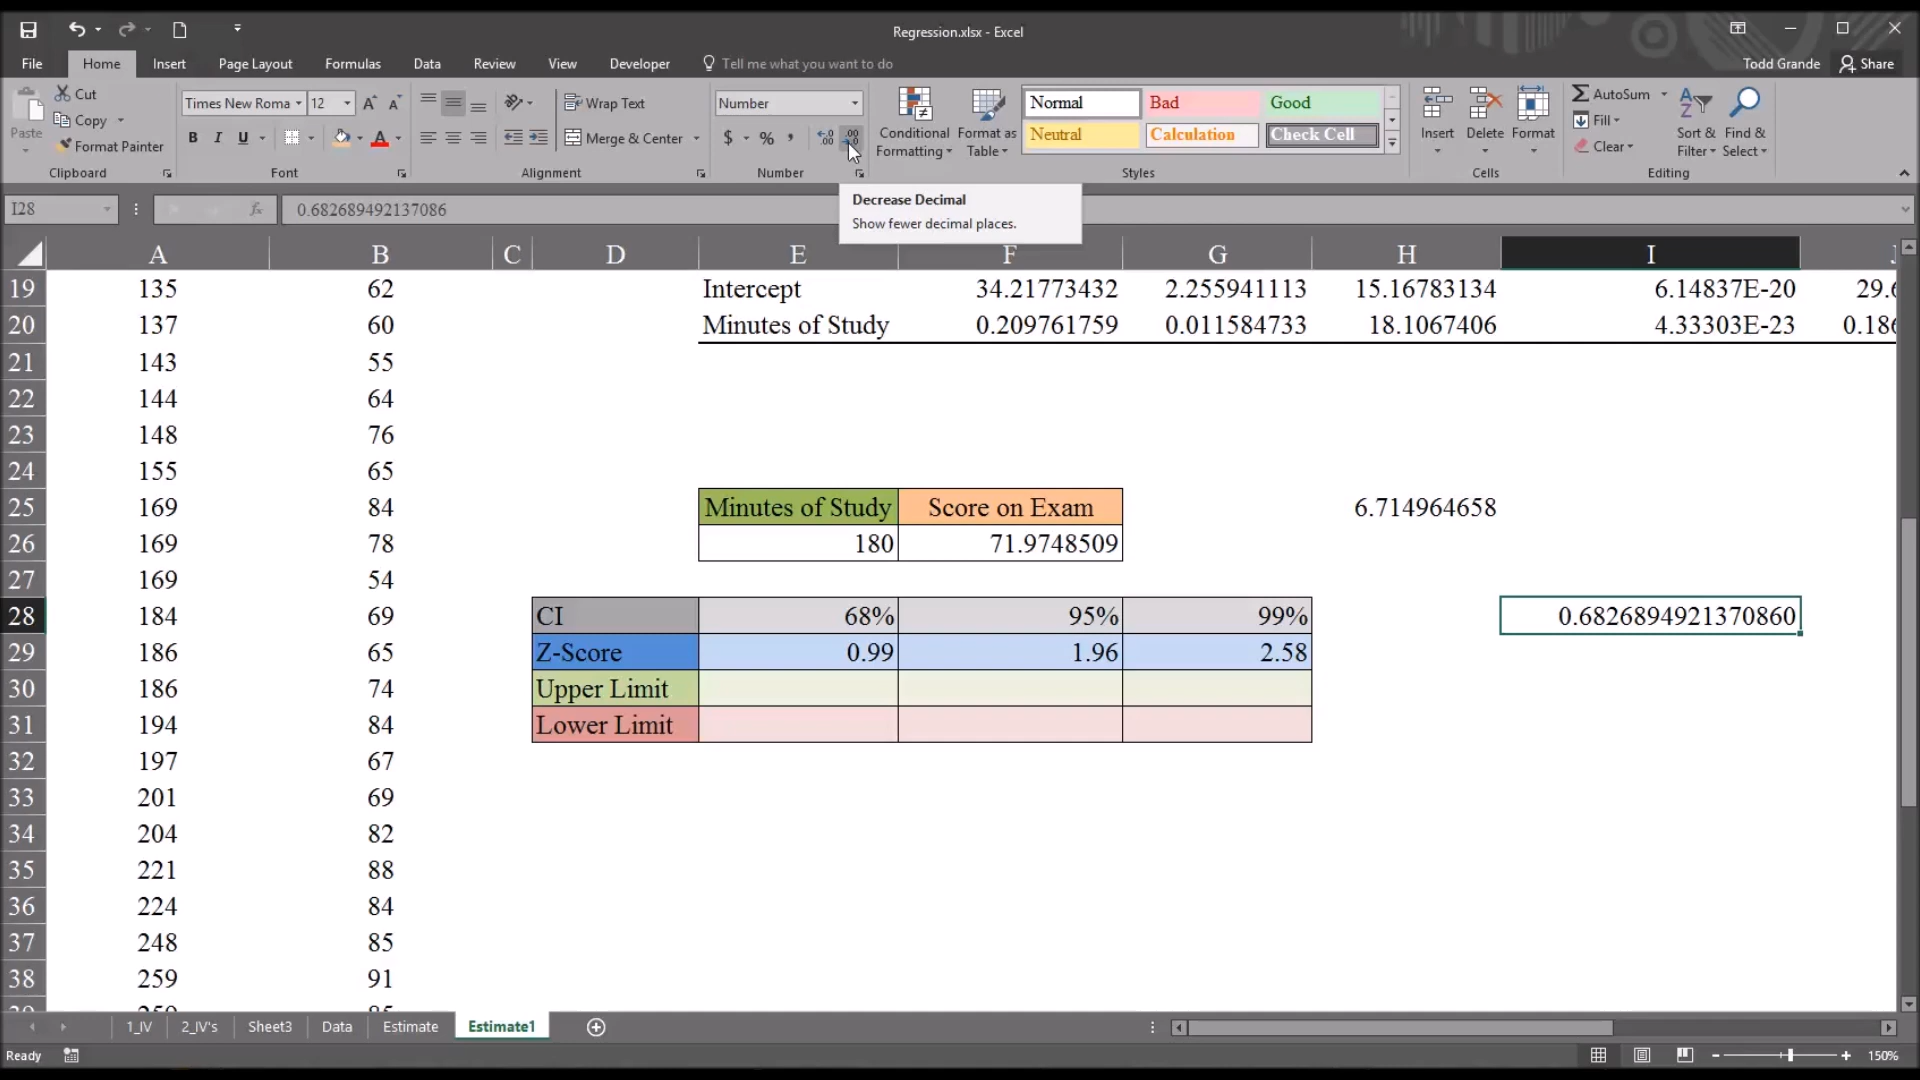 Regression.xlsx - Excel
File Home Insert Page Layout Formulas Data Review View Developer Tell me what you want to do Todd Grande Share
Paste Cut Copy Format Painter
Times New Roma 12
B I U
Wrap Text
Merge & Center
Number
$ % ,
Conditional Formatting
Format as Table
Normal Bad Good
Neutral Calculation Check Cell
Insert Delete Format
AutoSum
Fill
Clear
Sort & Filter
Find & Select
Clipboard Font Alignment Number Styles Cells Editing
I28 fx 0.682689492137086
Decrease Decimal
Show fewer decimal places.
A B C D E F G H I
19 135 62 Intercept 34.21773432 2.255941113 15.16783134 6.14837E-20
20 137 60 Minutes of Study 0.209761759 0.011584733 18.1067406 4.33303E-23
21 143 55
22 144 64
23 148 76
24 155 65
25 169 84 Minutes of Study Score on Exam 6.714964658
26 169 78 180 71.9748509
27 169 54
28 184 69 CI 68% 95% 99% 0.6826894921370860
29 186 65 Z-Score 0.99 1.96 2.58
30 186 74 Upper Limit
31 194 84 Lower Limit
32 197 67
33 201 69
34 204 82
35 221 88
36 224 84
37 248 85
38 259 91
1_IV 2_IV's Sheet3 Data Estimate Estimate1
Ready 150%